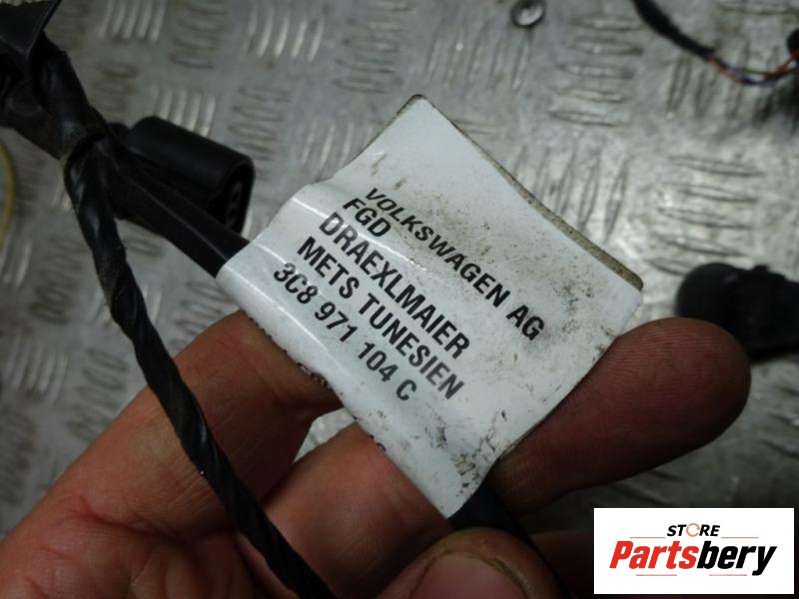 VOLKSWAGEN AG
FGD
DRAEXLMAIER
METS TUNESIEN
3C8 971 104 C
STORE
Partsbery